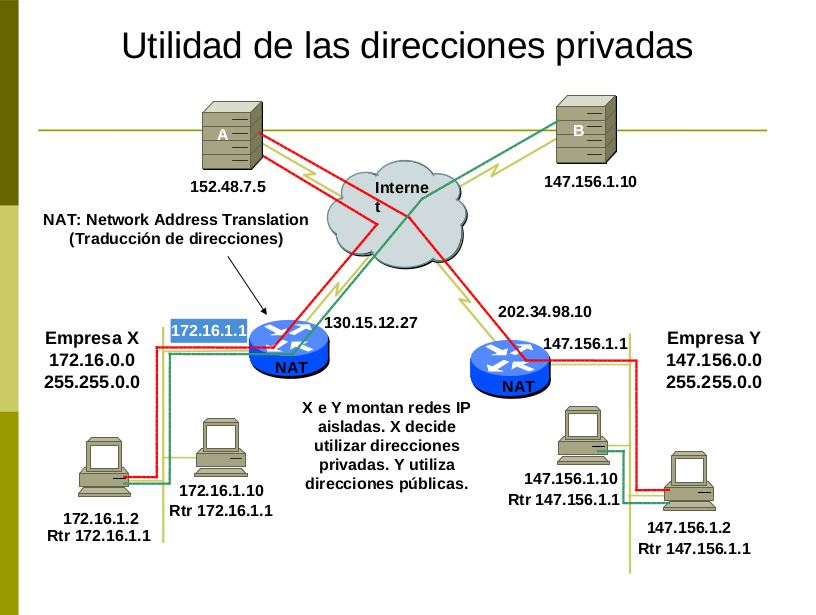 Utilidad de las direcciones privadas
A
B
152.48.7.5
Interne
t
147.156.1.10
NAT: Network Address Translation
(Traducción de direcciones)
172.16.1.1
130.15.12.27
202.34.98.10
147.156.1.1
Empresa X
172.16.0.0
255.255.0.0
NAT
NAT
Empresa Y
147.156.0.0
255.255.0.0
X e Y montan redes IP
aisladas. X decide
utilizar direcciones
privadas. Y utiliza
direcciones públicas.
172.16.1.10
Rtr 172.16.1.1
172.16.1.2
Rtr 172.16.1.1
147.156.1.10
Rtr 147.156.1.1
147.156.1.2
Rtr 147.156.1.1